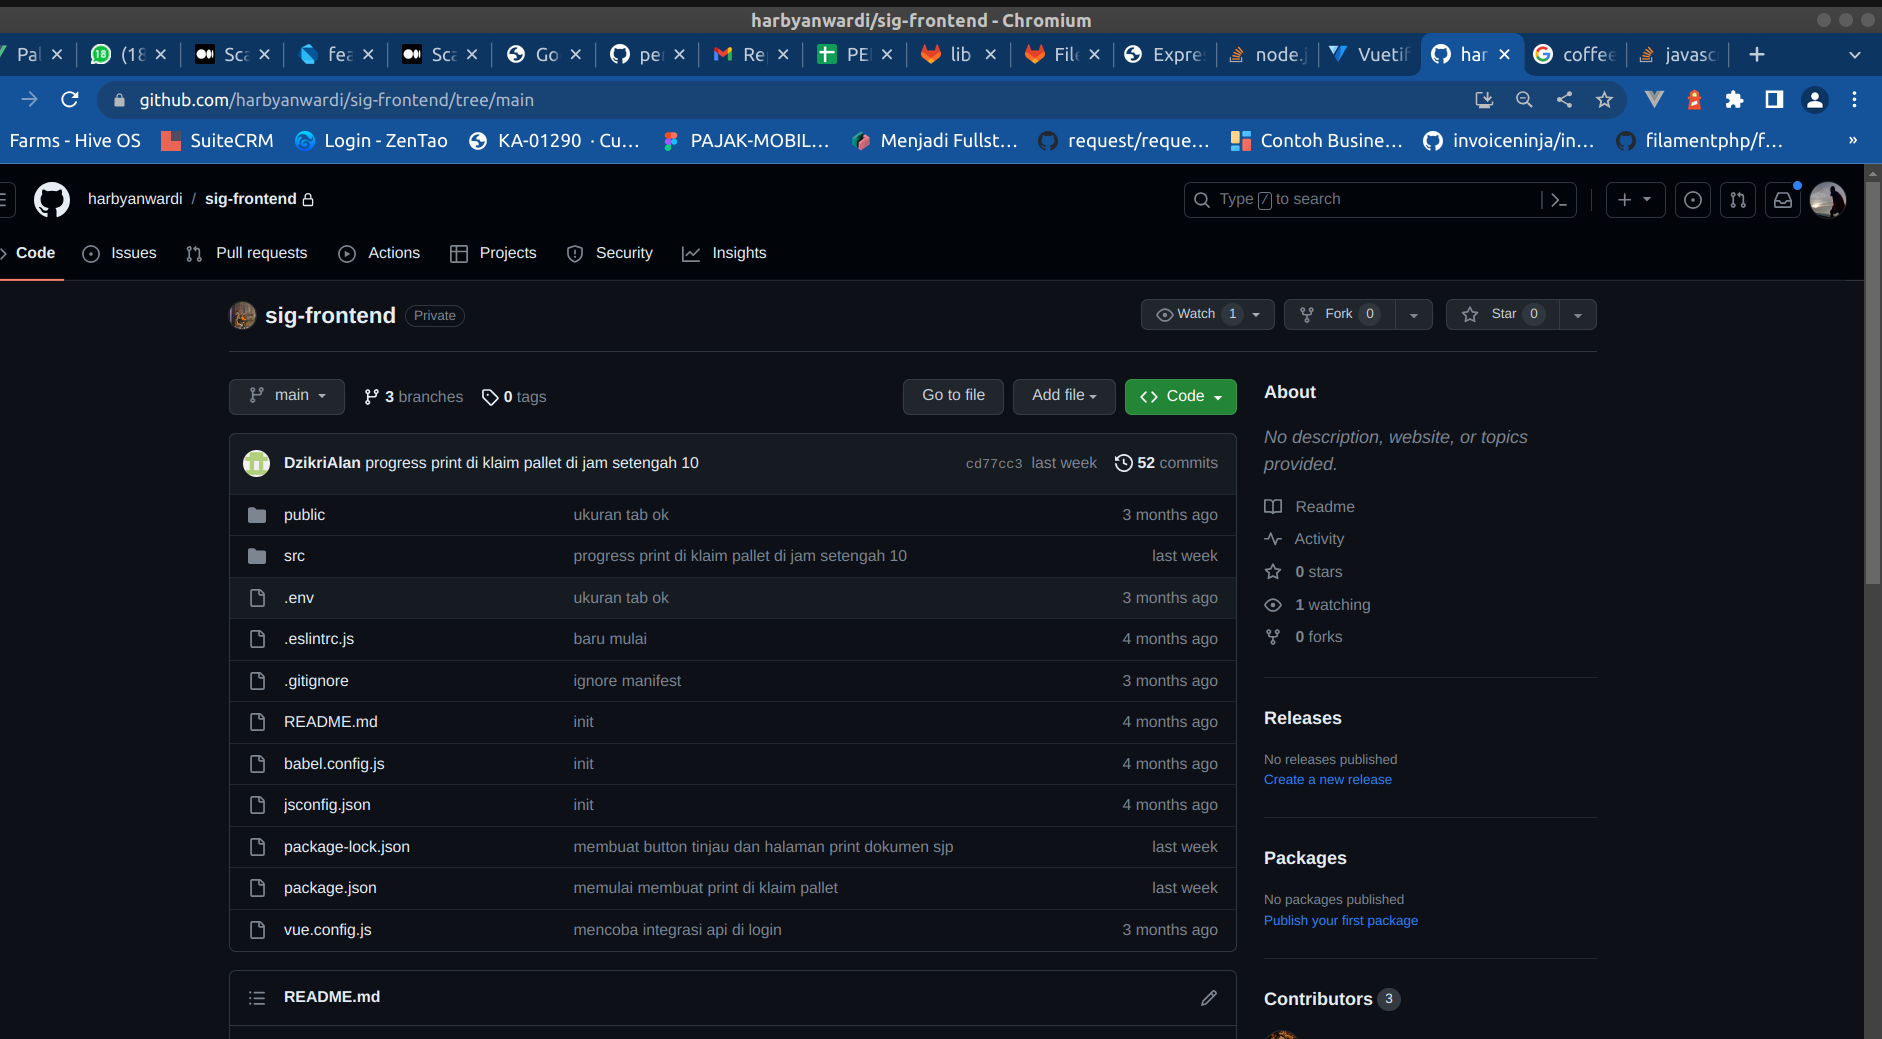 harbyanwardi/sig-frontend - Chromium
Pal (18 Sca fea Sca Go per Re PE lib File Expres node.j Vuetif har coffee javasc
github.com/harbyanwardi/sig-frontend/tree/main
Farms - Hive OS SuiteCRM Login - ZenTao KA-01290 · Cu... PAJAK-MOBIL... Menjadi Fullst... request/reque... Contoh Busine... invoiceninja/in... filamentphp/f... »
harbyanwardi / sig-frontend Type / to search
Code Issues Pull requests Actions Projects Security Insights
sig-frontend Private Watch 1 Fork 0 Star 0
main 3 branches 0 tags Go to file Add file Code
DzikriAlan progress print di klaim pallet di jam setengah 10 cd77cc3 last week 52 commits
public ukuran tab ok 3 months ago
src progress print di klaim pallet di jam setengah 10 last week
.env ukuran tab ok 3 months ago
.eslintrc.js baru mulai 4 months ago
.gitignore ignore manifest 3 months ago
README.md init 4 months ago
babel.config.js init 4 months ago
jsconfig.json init 4 months ago
package-lock.json membuat button tinjau dan halaman print dokumen sjp last week
package.json memulai membuat print di klaim pallet last week
vue.config.js mencoba integrasi api di login 3 months ago
README.md
About
No description, website, or topics
provided.
Readme
Activity
0 stars
1 watching
0 forks
Releases
No releases published
Create a new release
Packages
No packages published
Publish your first package
Contributors 3